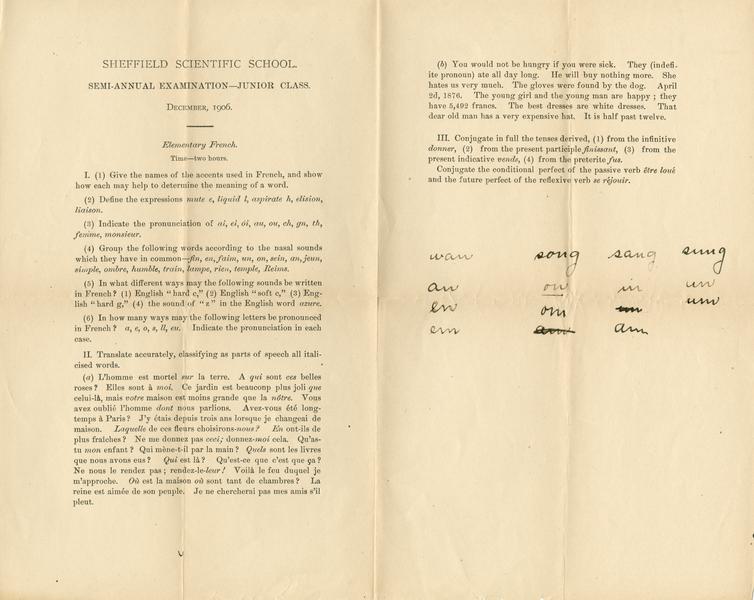 SHEFFIELD SCIENTIFIC SCHOOL.
SEMI-ANNUAL EXAMINATION—JUNIOR CLASS.
DECEMBER, 1906.
Elementary French.
Time—two hours.
I. (1) Give the names of the accents used in French, and show
how each may help to determine the meaning of a word.
(2) Define the expressions mute e, liquid l, aspirate h, elision,
liaison.
(3) Indicate the pronunciation of ai, ei, oi, au, ou, ch, gn, th,
femme, monsieur.
(4) Group the following words according to the nasal sounds
which they have in common—fin, en, faim, un, on, sein, an, jeun,
simple, ombre, humble, train, lampe, rien, temple, Reims.
(5) In what different ways may the following sounds be written
in French? (1) English "hard c," (2) English "soft c," (3) Eng-
lish "hard g," (4) the sound of "z" in the English word azure.
(6) In how many ways may the following letters be pronounced
in French? a, e, o, s, ll, eu. Indicate the pronunciation in each
case.
II. Translate accurately, classifying as parts of speech all itali-
cised words.
(a) L'homme est mortel sur la terre. A qui sont ces belles
roses? Elles sont à moi. Ce jardin est beaucoup plus joli que
celui-là, mais votre maison est moins grande que la nôtre. Vous
avez oublié l'homme dont nous parlions. Avez-vous été long-
temps à Paris? J'y étais depuis trois ans lorsque je changeai de
maison. Laquelle de ces fleurs choisirons-nous? En ont-ils de
plus fraîches? Ne me donnez pas ceci; donnez-moi cela. Qu'as-
tu mon enfant? Qui mène-t-il par la main? Quels sont les livres
que nous avons eus? Qui est là? Qu'est-ce que c'est que ça?
Ne nous le rendez pas; rendez-le-leur! Voilà le feu duquel je
m'approche. Où est la maison où sont tant de chambres? La
reine est aimée de son peuple. Je ne chercherai pas mes amis s'il
pleut.
(b) You would not be hungry if you were sick. They (indefi-
ite pronoun) ate all day long. He will buy nothing more. She
hates us very much. The gloves were found by the dog. April
2d, 1876. The young girl and the young man are happy; they
have 5,492 francs. The best dresses are white dresses. That
dear old man has a very expensive hat. It is half past twelve.
III. Conjugate in full the tenses derived, (1) from the infinitive
donner, (2) from the present participle finissant, (3) from the
present indicative vends, (4) from the preterite fus.
Conjugate the conditional perfect of the passive verb être loué
and the future perfect of the reflexive verb se réjouir.
wan song sang sung
an on in un
en om um
em am